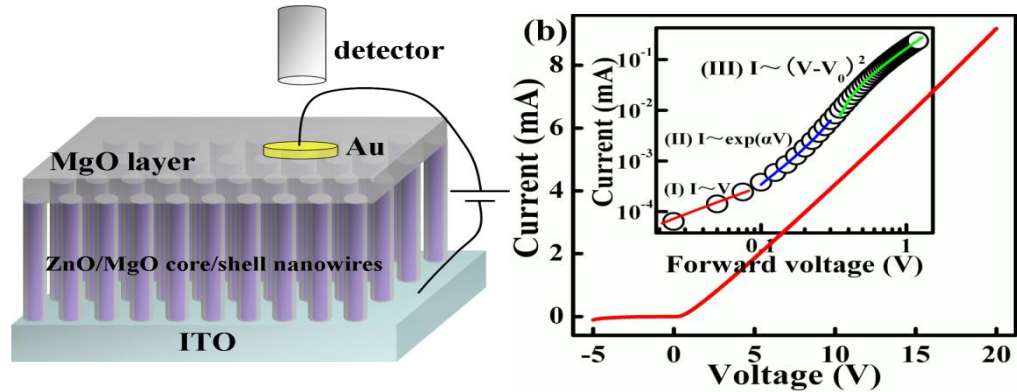 detector
Au
MgO layer
ZnO/MgO core/shell nanowires
ITO
(b)
Current (mA)
8
6
4
2
0
-5 0 5 10 15 20
Voltage (V)
Current (mA)
10⁻¹
10⁻²
10⁻³
10⁻⁴
(III) I～(V-V₀)²
(II) I～exp(αV)
(I) I～V
0.1 1
Forward voltage (V)